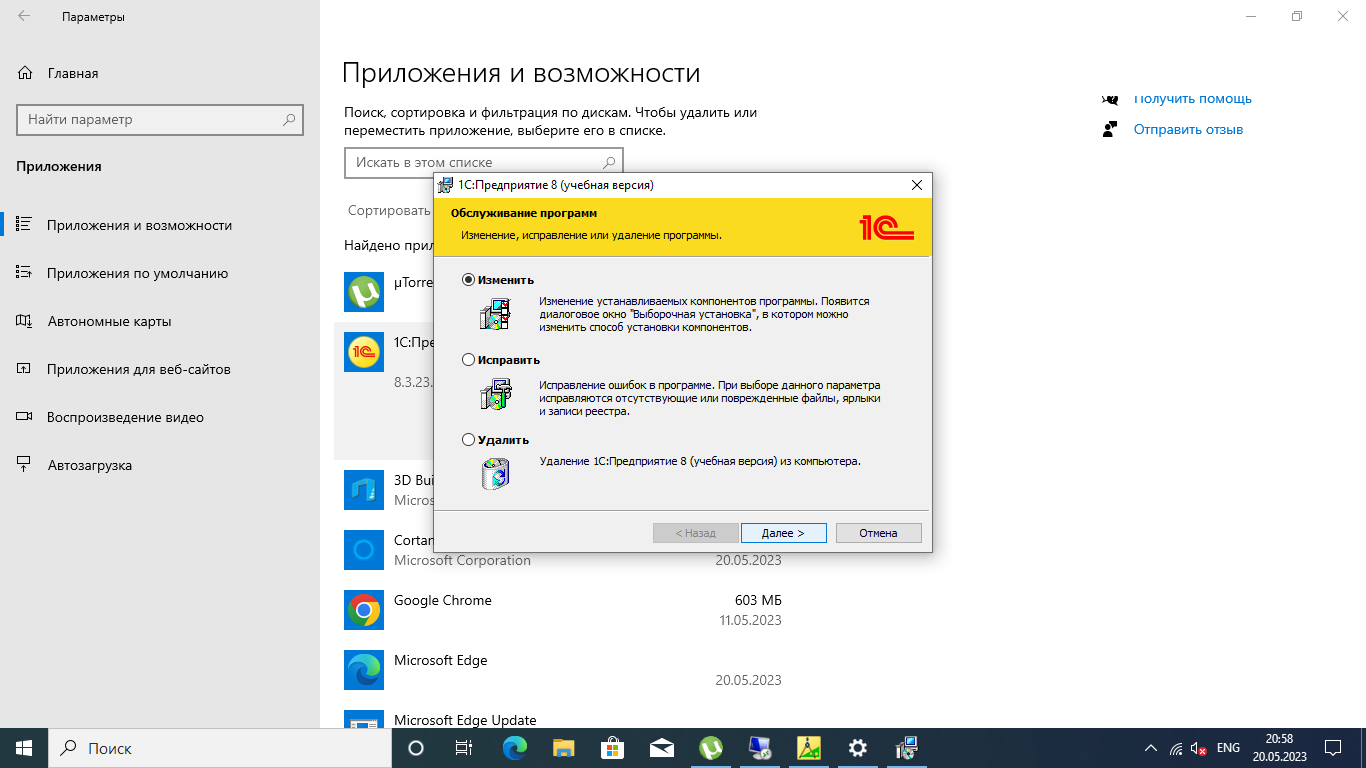 Параметры
Главная
Найти параметр
Приложения
Приложения и возможности
Приложения по умолчанию
Автономные карты
Приложения для веб-сайтов
Воспроизведение видео
Автозагрузка
Приложения и возможности
Поиск, сортировка и фильтрация по дискам. Чтобы удалить или
переместить приложение, выберите его в списке.
Искать в этом списке
Сортировать
Найдено при
µTorre
1С:Пре
8.3.23.
3D Bui
Micros
Cortan
Microsoft Corporation
20.05.2023
Google Chrome
603 МБ
11.05.2023
Microsoft Edge
20.05.2023
Microsoft Edge Update
Получить помощь
Отправить отзыв
1С:Предприятие 8 (учебная версия)
Обслуживание программ
Изменение, исправление или удаление программы.
1С
Изменить
Изменение устанавливаемых компонентов программы. Появится
диалоговое окно "Выборочная установка", в котором можно
изменить способ установки компонентов.
Исправить
Исправление ошибок в программе. При выборе данного параметра
исправляются отсутствующие или поврежденные файлы, ярлыки
и записи реестра.
Удалить
Удаление 1С:Предприятие 8 (учебная версия) из компьютера.
< Назад
Далее >
Отмена
Поиск
ENG
20:58
20.05.2023